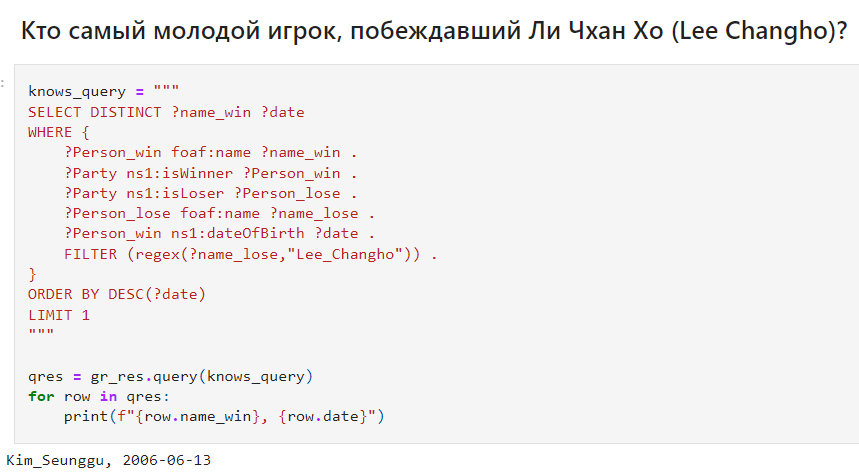 Кто самый молодой игрок, побеждавший Ли Чхан Хо (Lee Changho)?
:
knows_query = """
SELECT DISTINCT ?name_win ?date
WHERE {
    ?Person_win foaf:name ?name_win .
    ?Party ns1:isWinner ?Person_win .
    ?Party ns1:isLoser ?Person_lose .
    ?Person_lose foaf:name ?name_lose .
    ?Person_win ns1:dateOfBirth ?date .
    FILTER (regex(?name_lose,"Lee_Changho")) .
}
ORDER BY DESC(?date)
LIMIT 1
"""
qres = gr_res.query(knows_query)
for row in qres:
    print(f"{row.name_win}, {row.date}")
Kim_Seunggu, 2006-06-13